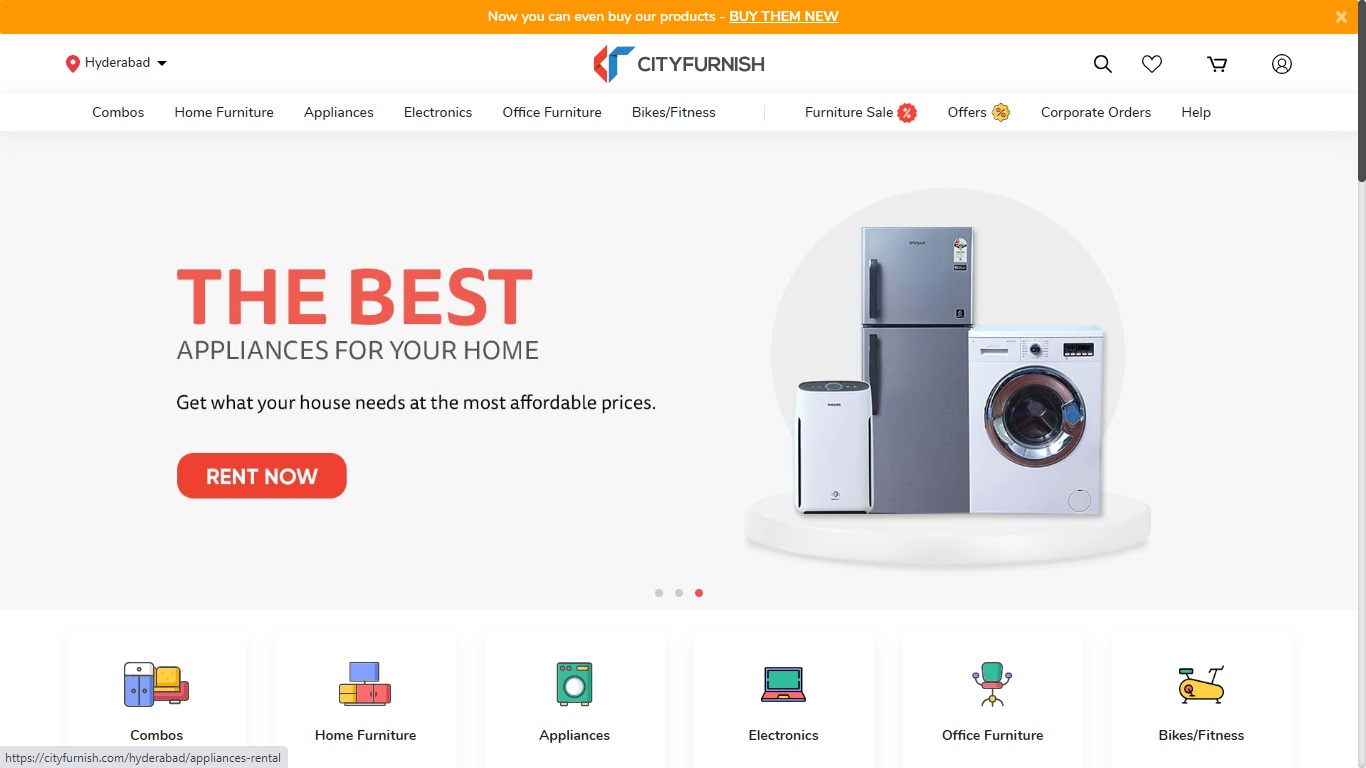 Now you can even buy our products - BUY THEM NEW
Hyderabad
CITYFURNISH
Combos
Home Furniture
Appliances
Electronics
Office Furniture
Bikes/Fitness
Furniture Sale
Offers
Corporate Orders
Help
THE BEST
APPLIANCES FOR YOUR HOME
Get what your house needs at the most affordable prices.
RENT NOW
PHILIPS
Combos
Home Furniture
Appliances
Electronics
Office Furniture
Bikes/Fitness
https://cityfurnish.com/hyderabad/appliances-rental